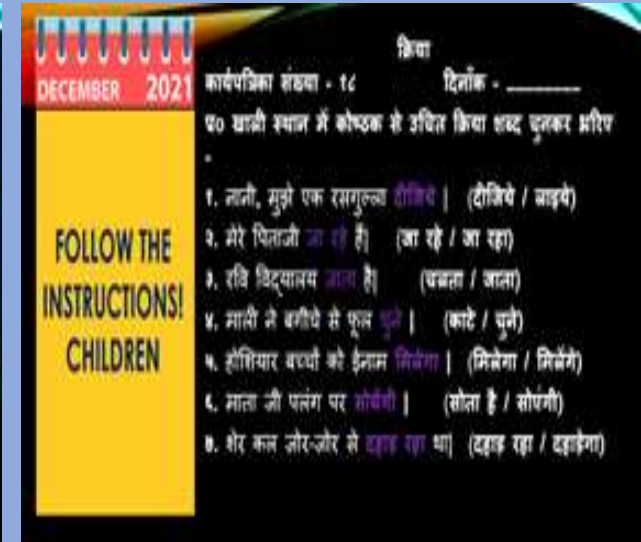 DECEMBER 2021
FOLLOW THE
INSTRUCTIONS!
CHILDREN
क्रिया
कार्यपत्रिका संख्या - १८ दिनाँक - ________
प्र० खाली स्थान में कोष्ठक से उचित क्रिया शब्द चुनकर भरिए
-
१. नानी, मुझे एक रसगुल्ला दीजिये | (दीजिये / लाइये)
२. मेरे पिताजी जा रहे हैं| (जा रहे / जा रहा)
३. रवि विद्यालय जाता है| (चलता / जाता)
४. माली ने बगीचे से फूल चुने | (काटे / चुने)
५. होशियार बच्चों को ईनाम मिलेगा | (मिलेगा / मिलेंगे)
६. माता जी पलंग पर सोयेंगी | (सोता है / सोएंगी)
७. शेर कल जोर-जोर से दहाड़ रहा था| (दहाड़ रहा / दहाड़ेगा)